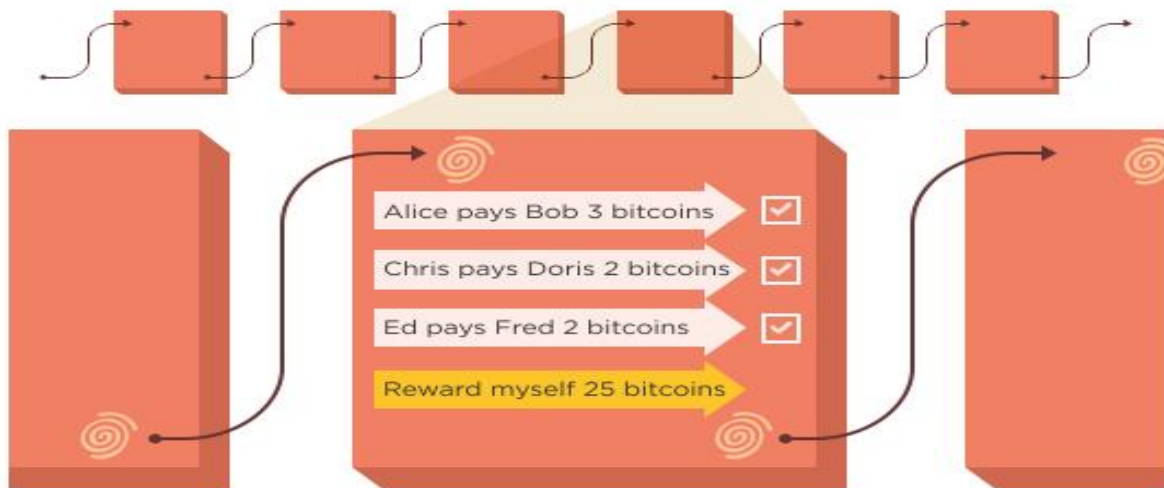 Alice pays Bob 3 bitcoins
Chris pays Doris 2 bitcoins
Ed pays Fred 2 bitcoins
Reward myself 25 bitcoins